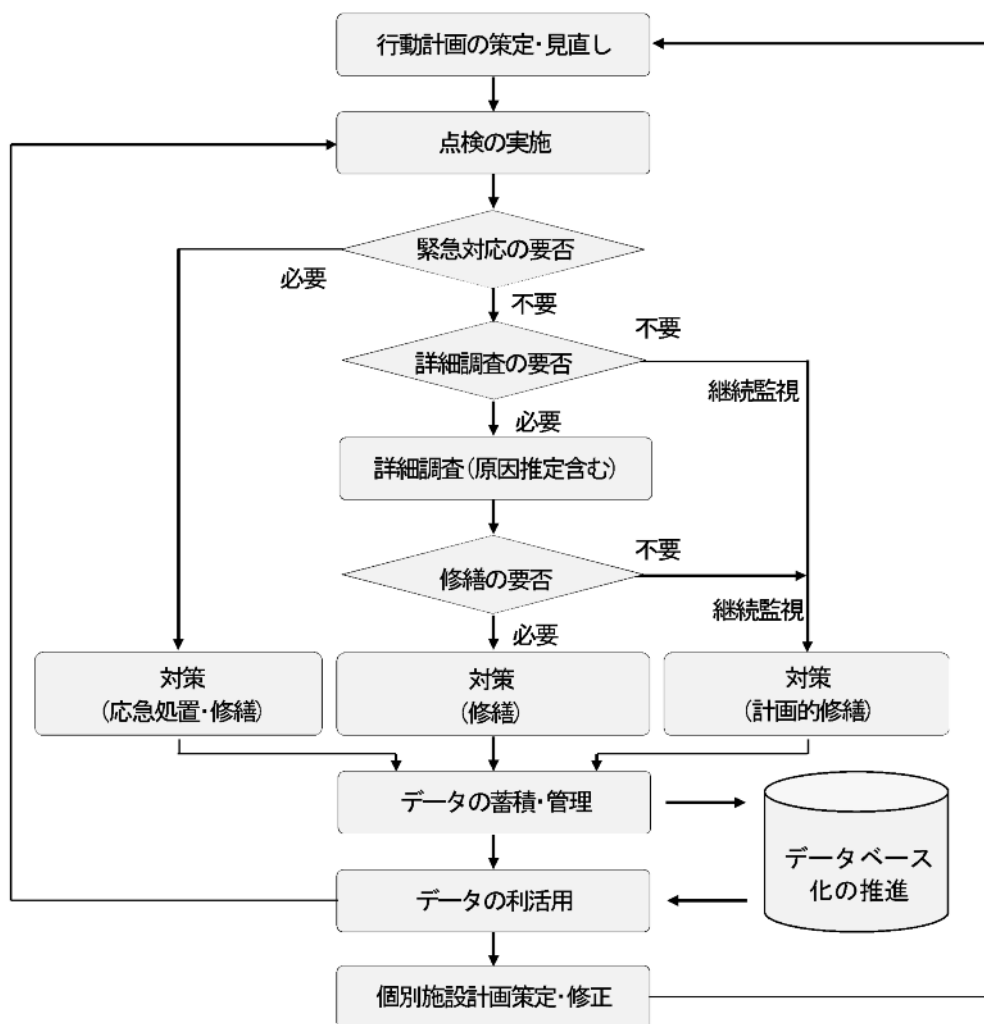 行動計画の策定・見直し
点検の実施
緊急対応の要否
必要
不要
不要
詳細調査の要否
継続監視
必要
詳細調査(原因推定含む)
不要
修繕の要否
継続監視
必要
対策
(応急処置・修繕)
対策
(修繕)
対策
(計画的修繕)
データの蓄積・管理
データベース
化の推進
データの利活用
個別施設計画策定・修正